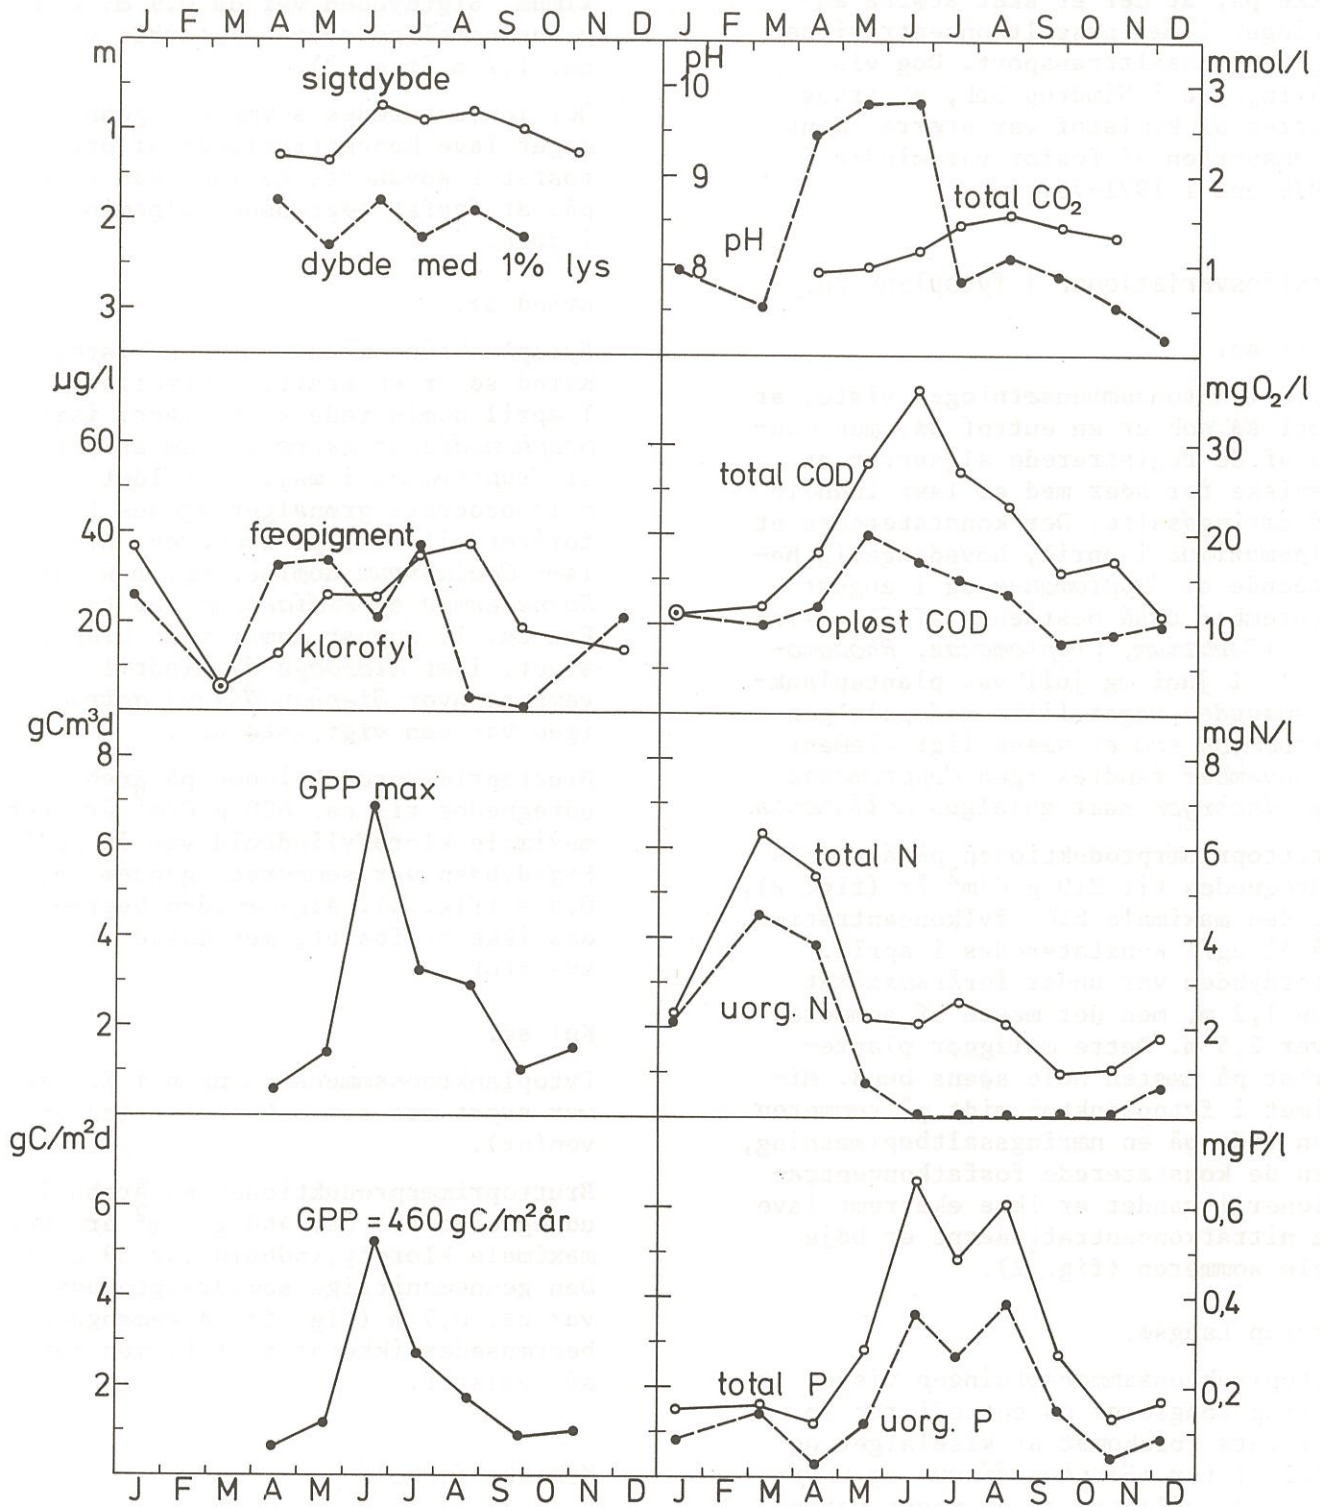 J F M A M J J A S O N D J F M A M J J A S O N D
m
sigtdybde
1
2
dybde med 1% lys
3
pH
mmol/l
10
3
9
2
total CO₂
pH
8
1
µg/l
60
40
fœopigment
20
klorofyl
mgO₂/l
30
total COD
20
opløst COD
10
gCm³d
8
GPP max
6
4
2
mgN/l
8
total N
6
4
uorg. N
2
gC/m²d
6
GPP = 460 gC/m²år
4
2
mgP/l
0,6
0,4
total P
0,2
uorg. P
J F M A M J J A S O N D J F M A M J J A S O N D